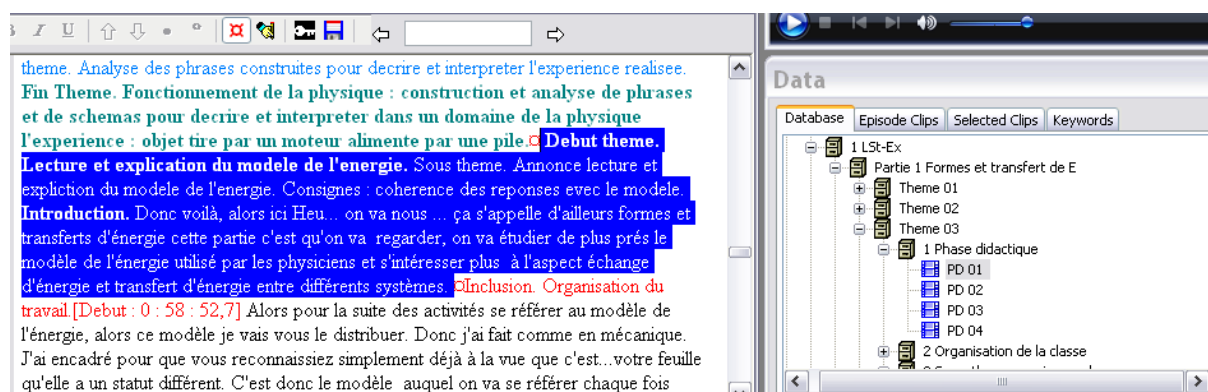 I U
theme. Analyse des phrases construites pour decrire et interpreter l'experience realisee.
Fin Theme. Fonctionnement de la physique : construction et analyse de phrases
et de schemas pour decrire et interpreter dans un domaine de la physique
l'experience : objet tire par un moteur alimente par une pile.¤ Debut theme.
Lecture et explication du modele de l'energie. Sous theme. Annonce lecture et
expliction du modele de l'energie. Consignes : coherence des reponses evec le modele.
Introduction. Donc voilà, alors ici Heu... on va nous ... ça s'appelle d'ailleurs formes et
transferts d'énergie cette partie c'est qu'on va regarder, on va étudier de plus prés le
modèle de l'énergie utilisé par les physiciens et s'intéresser plus à l'aspect échange
d'énergie et transfert d'énergie entre différents systèmes. ¤Inclusion. Organisation du
travail.[Debut : 0 : 58 : 52,7] Alors pour la suite des activités se référer au modèle de
l'énergie, alors ce modèle je vais vous le distribuer. Donc j'ai fait comme en mécanique.
J'ai encadré pour que vous reconnaissiez simplement déjà à la vue que c'est...votre feuille
qu'elle a un statut différent. C'est donc le modèle auquel on va se référer chaque fois
Data
Database Episode Clips Selected Clips Keywords
1 LSt-Ex
Partie 1 Formes et transfert de E
Theme 01
Theme 02
Theme 03
1 Phase didactique
PD 01
PD 02
PD 03
PD 04
2 Organisation de la classe